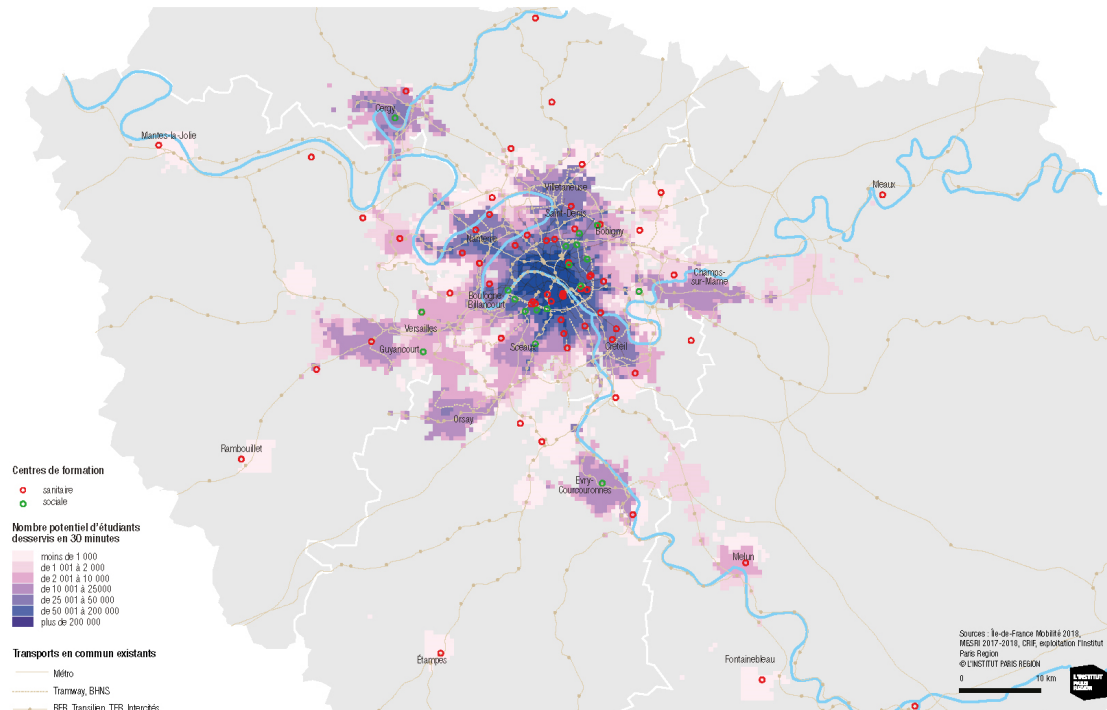 Cergy
Mantes-la-Jolie
Meaux
Villetaneuse
Saint-Denis
Bobigny
Nanterre
Champs-
sur-Marne
Boulogne-
Billancourt
Versailles
Guyancourt
Sceaux
Créteil
Orsay
Rambouillet
Evry-
Courcouronnes
Melun
Étampes
Fontainebleau
Centres de formation
sanitaire
sociale
Nombre potentiel d'étudiants
desservis en 30 minutes
moins de 1 000
de 1 001 à 2 000
de 2 001 à 10 000
de 10 001 à 25000
de 25 001 à 50 000
de 50 001 à 200 000
plus de 200 000
Transports en commun existants
Métro
Tramway, BHNS
RER, Transilien, TER, Intercités
Sources : Île-de-France Mobilité 2018,
MESRI 2017-2018, CRIF, exploitation l'Institut
Paris Region
© L'INSTITUT PARIS REGION
0 10 km
L'INSTITUT
PARIS
REGION